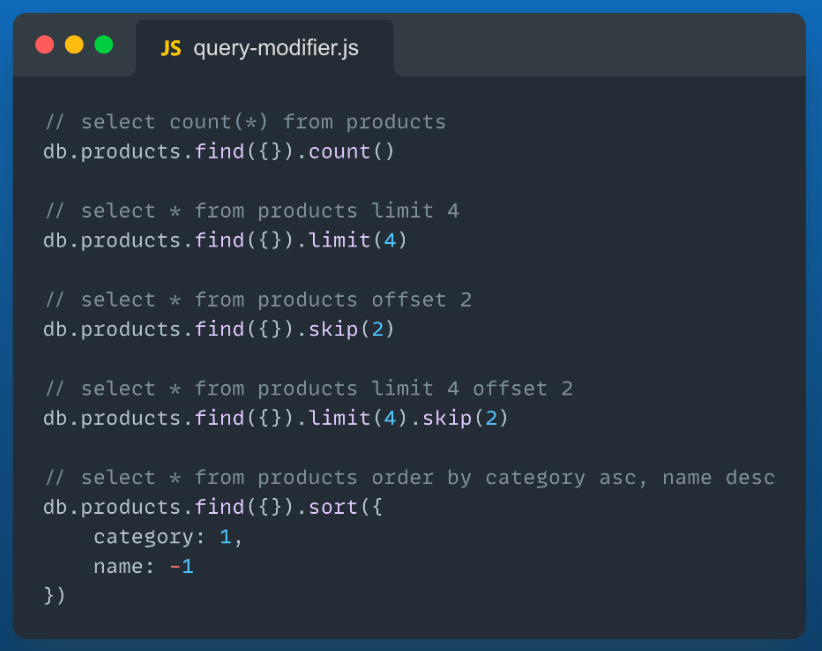 JS query-modifier.js
// select count(*) from products
db.products.find({}).count()
// select * from products limit 4
db.products.find({}).limit(4)
// select * from products offset 2
db.products.find({}).skip(2)
// select * from products limit 4 offset 2
db.products.find({}).limit(4).skip(2)
// select * from products order by category asc, name desc
db.products.find({}).sort({
    category: 1,
    name: -1
})